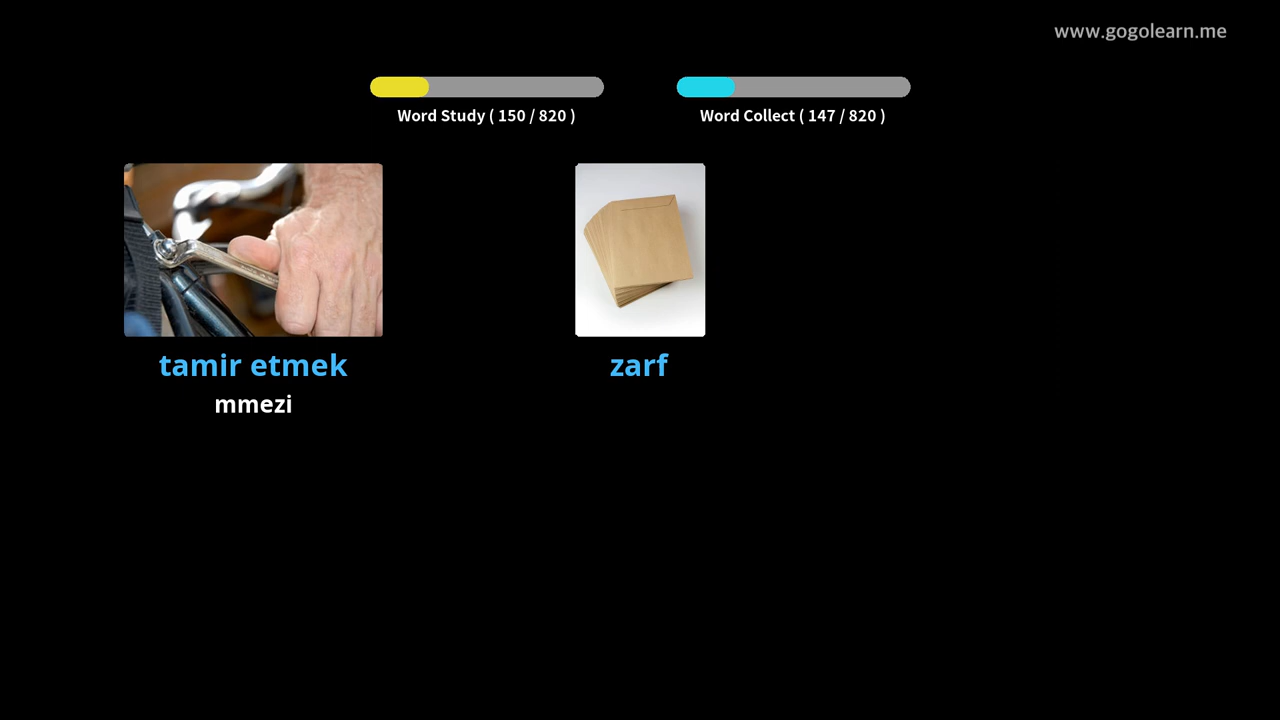 www.gogolearn.me
Word Study ( 150 / 820 )
Word Collect ( 147 / 820 )
tamir etmek
mmezi
zarf